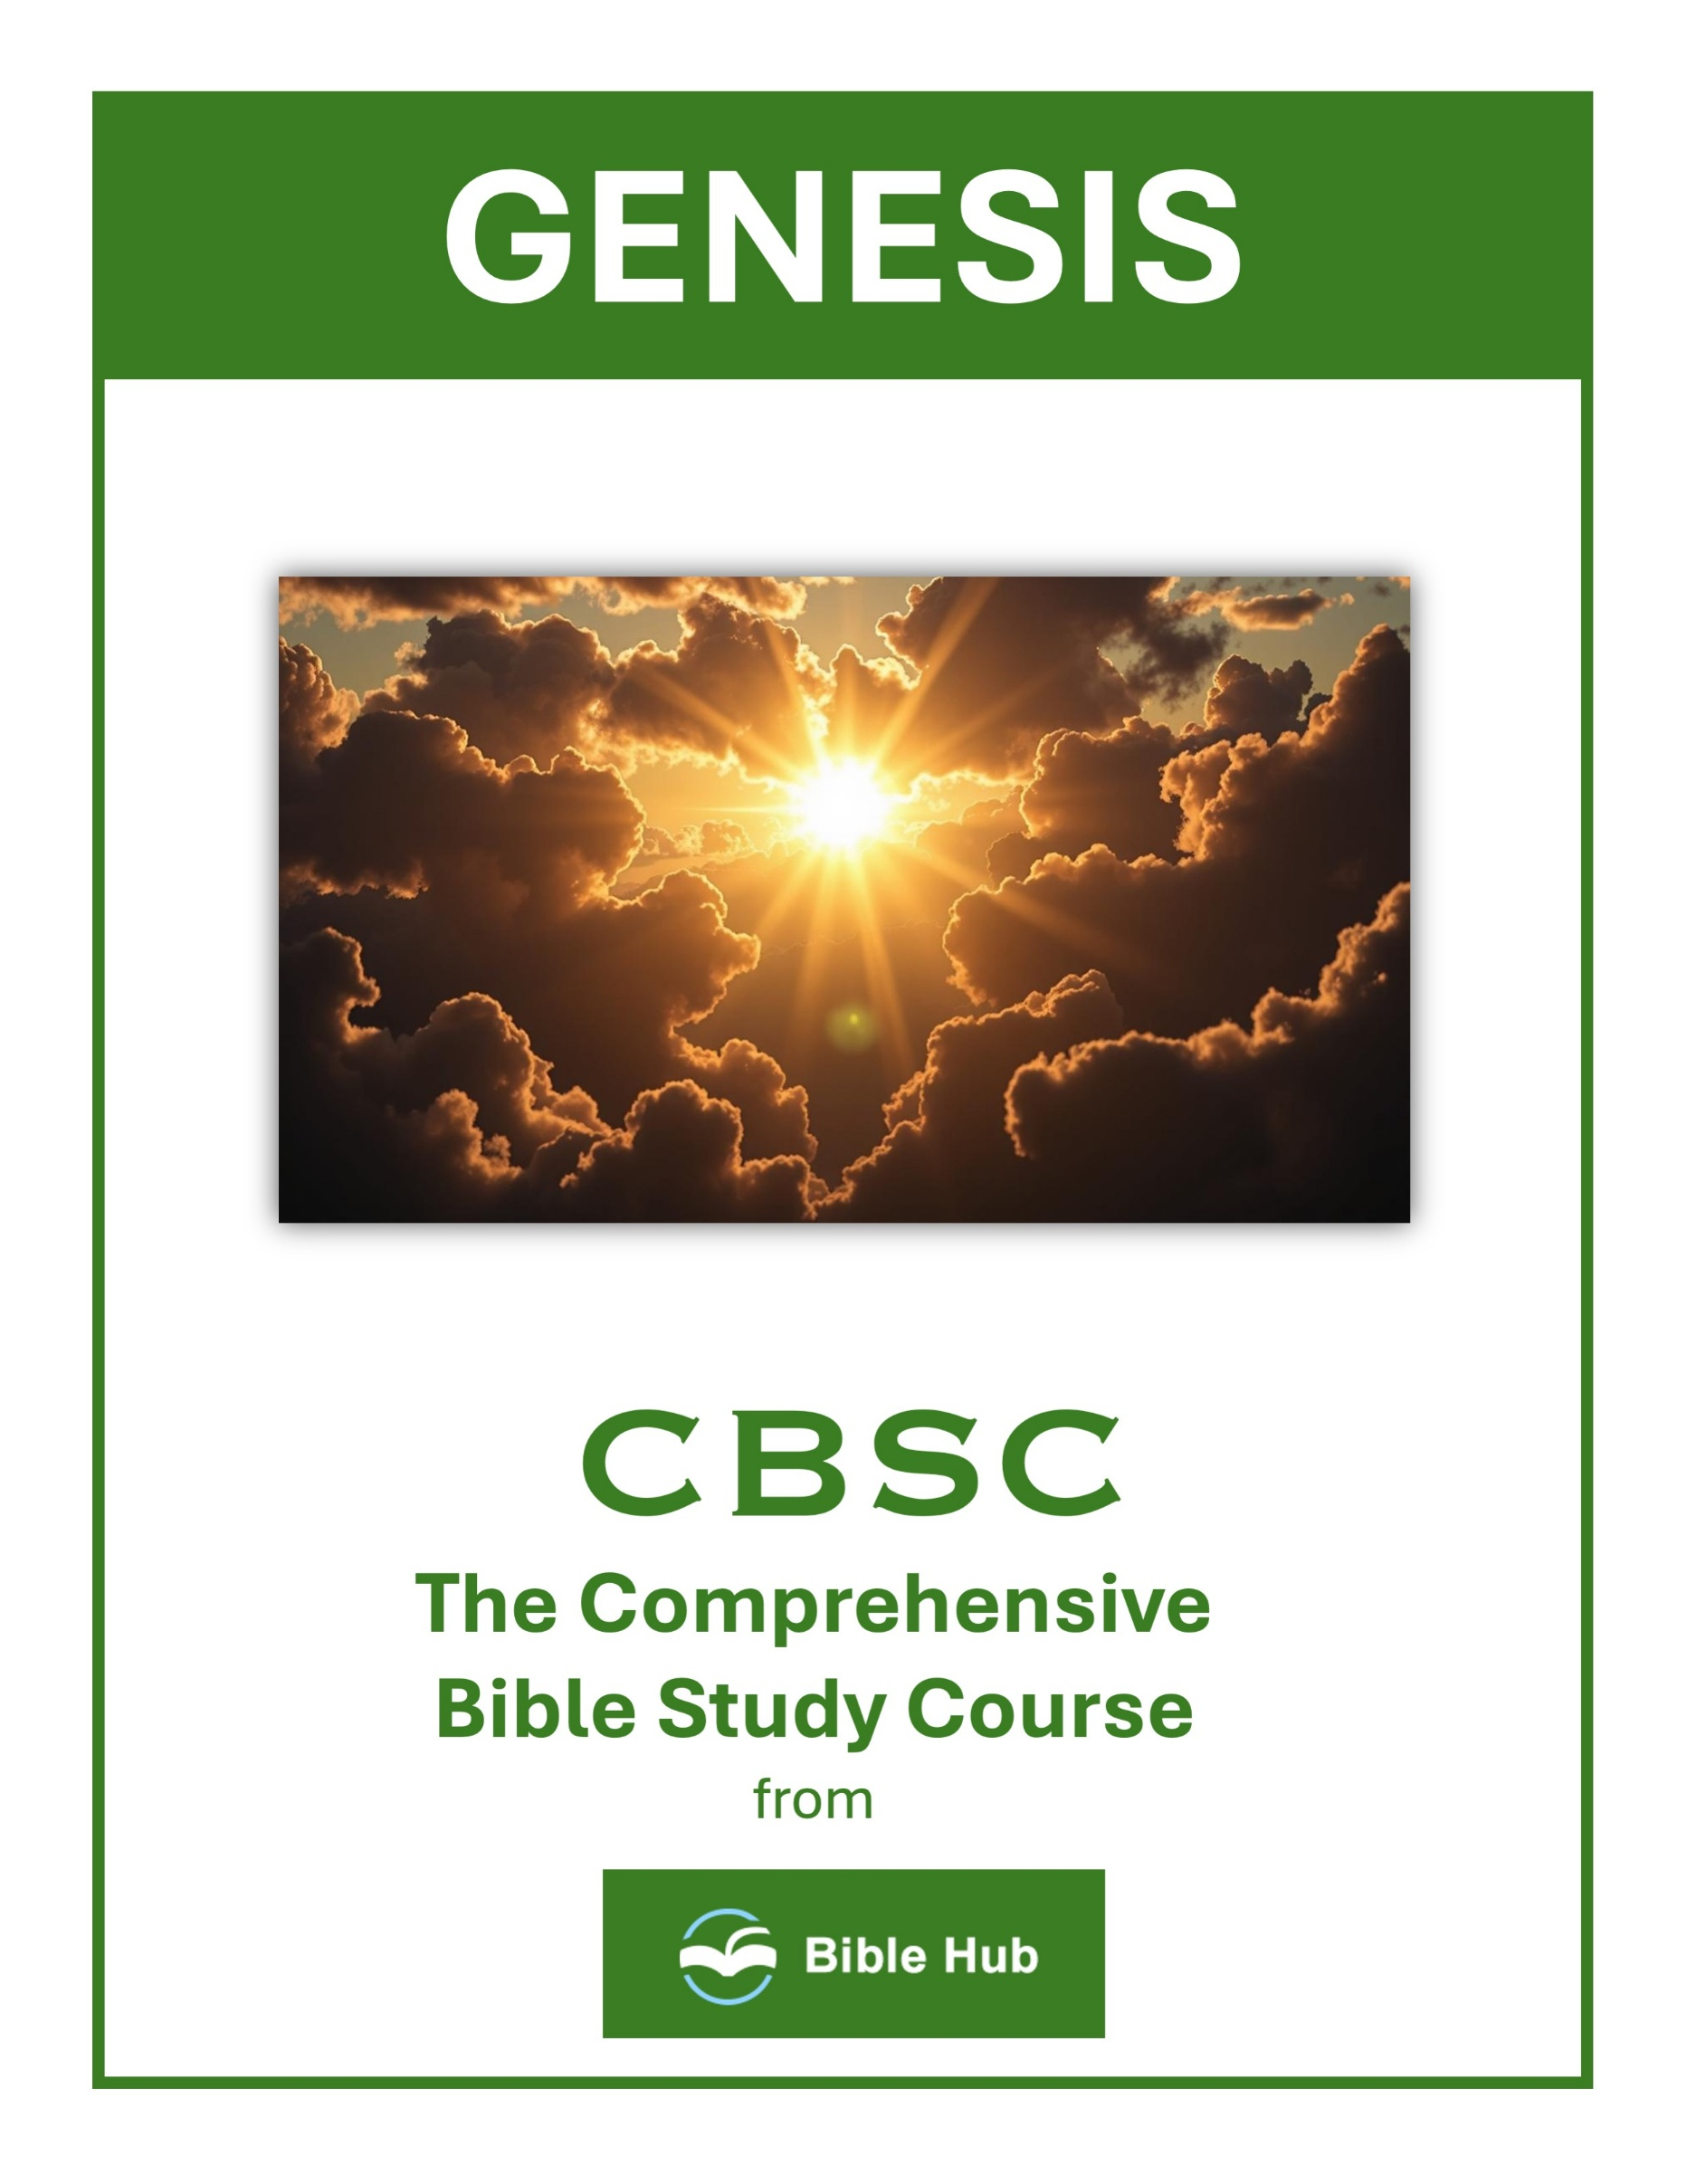 GENESIS
CBSC
The Comprehensive
Bible Study Course
from
Bible Hub